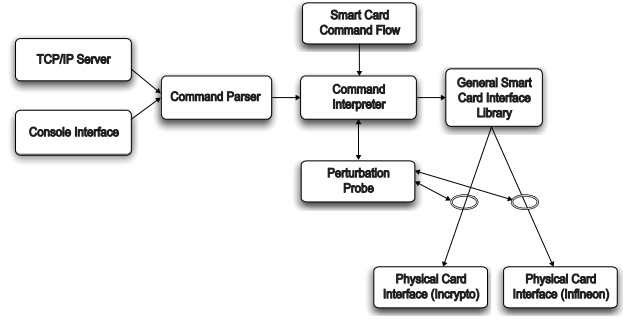 Smart Card
Command Flow
TCP/IP Server
Command Parser
Command
Interpreter
General Smart
Card Interface
Library
Console Interface
Perturbation
Probe
Physical Card
Interface (Incrypto)
Physical Card
Interface (Infineon)